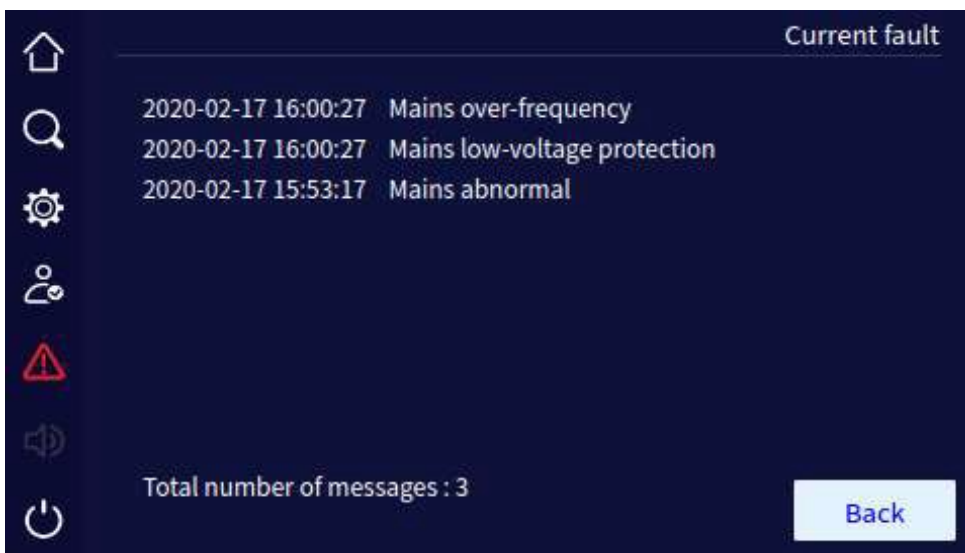 Current fault
2020-02-17 16:00:27 Mains over-frequency
2020-02-17 16:00:27 Mains low-voltage protection
2020-02-17 15:53:17 Mains abnormal
Total number of messages : 3
Back